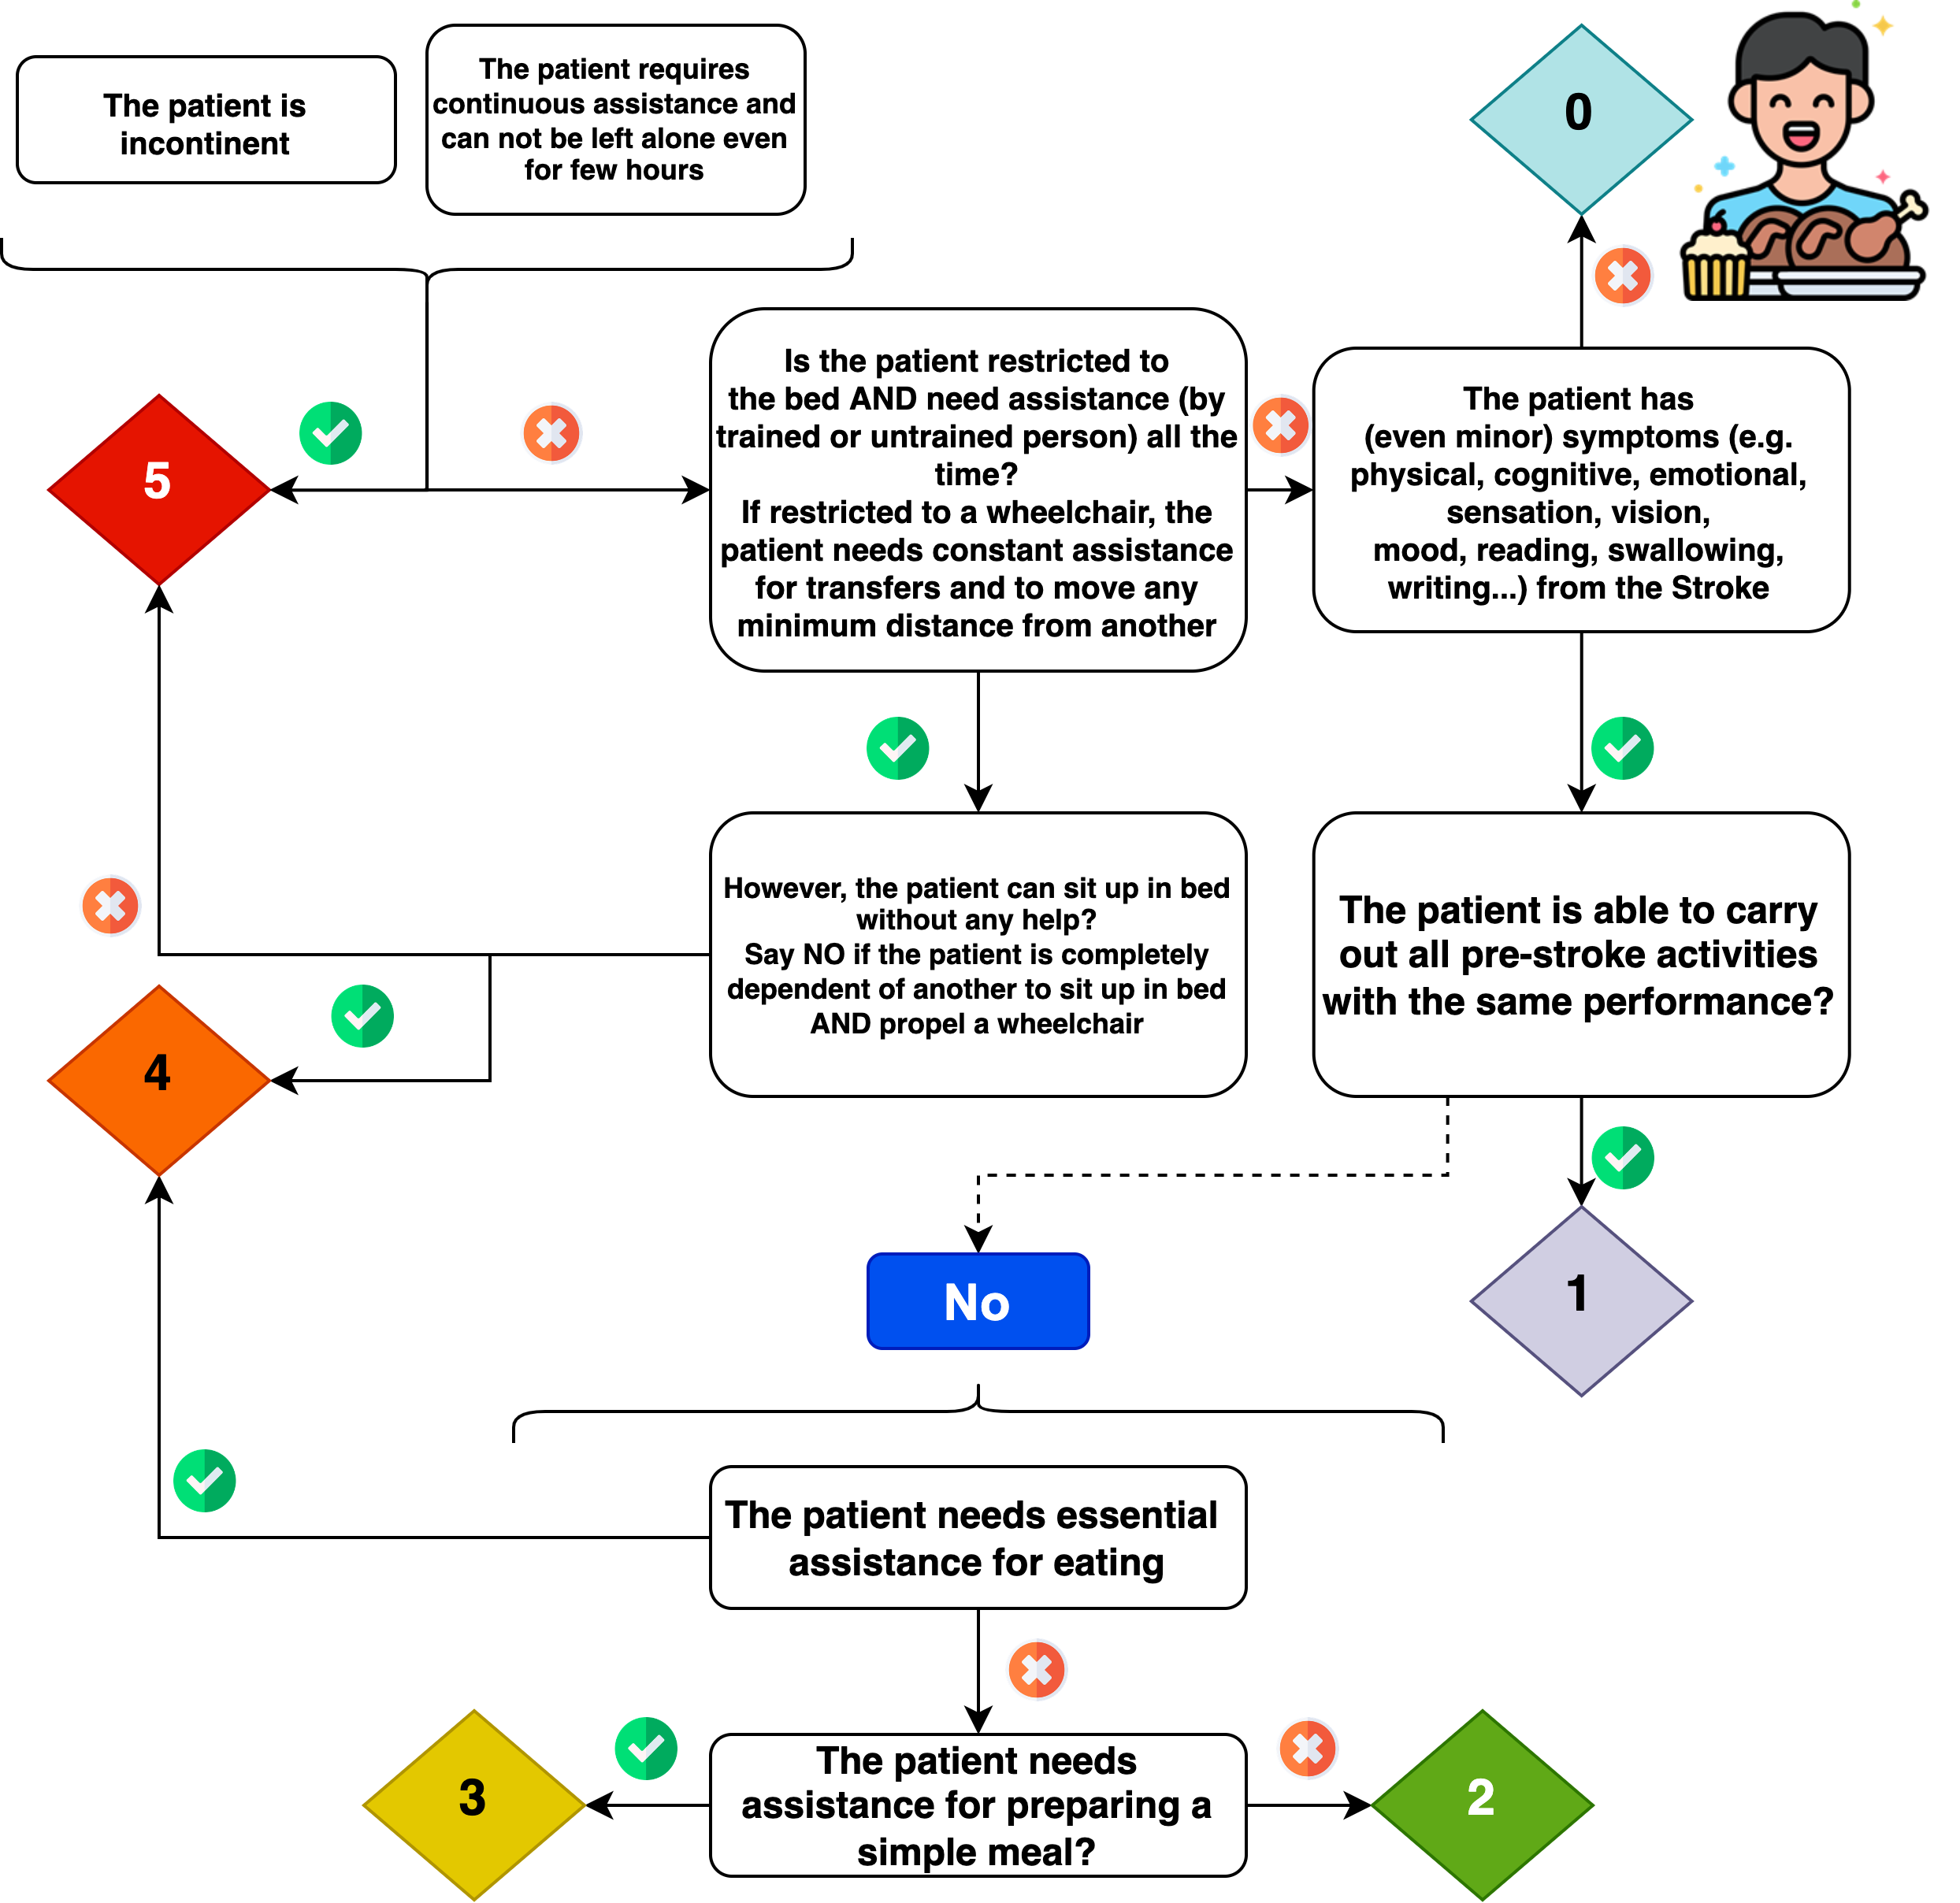 The patient is
incontinent
The patient requires
continuous assistance and
can not be left alone even
for few hours
0
Is the patient restricted to
the bed AND need assistance (by
trained or untrained person) all the
time?
If restricted to a wheelchair, the
patient needs constant assistance
for transfers and to move any
minimum distance from another
The patient has
(even minor) symptoms (e.g.
physical, cognitive, emotional,
sensation, vision,
mood, reading, swallowing,
writing...) from the Stroke
5
However, the patient can sit up in bed
without any help?
Say NO if the patient is completely
dependent of another to sit up in bed
AND propel a wheelchair
The patient is able to carry
out all pre-stroke activities
with the same performance?
4
No
1
The patient needs essential
assistance for eating
The patient needs
assistance for preparing a
simple meal?
3
2